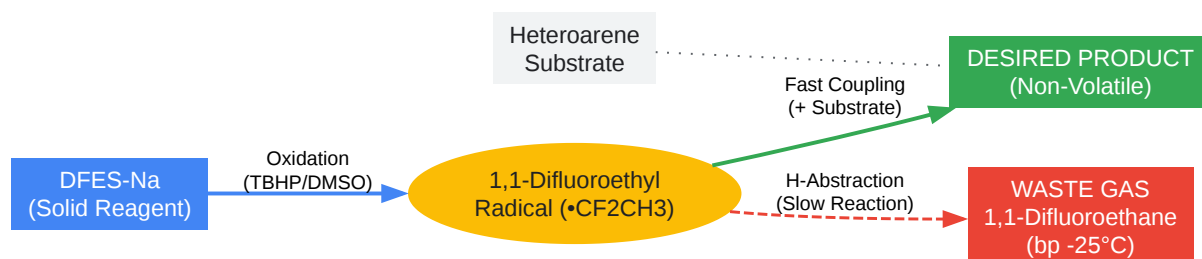 Heteroarene
Substrate
DESIRED PRODUCT
(Non-Volatile)
Fast Coupling
(+ Substrate)
Oxidation
(TBHP/DMSO)
DFES-Na
(Solid Reagent)
1,1-Difluoroethyl
Radical (•CF2CH3)
H-Abstraction
(Slow Reaction)
WASTE GAS
1,1-Difluoroethane
(bp -25°C)